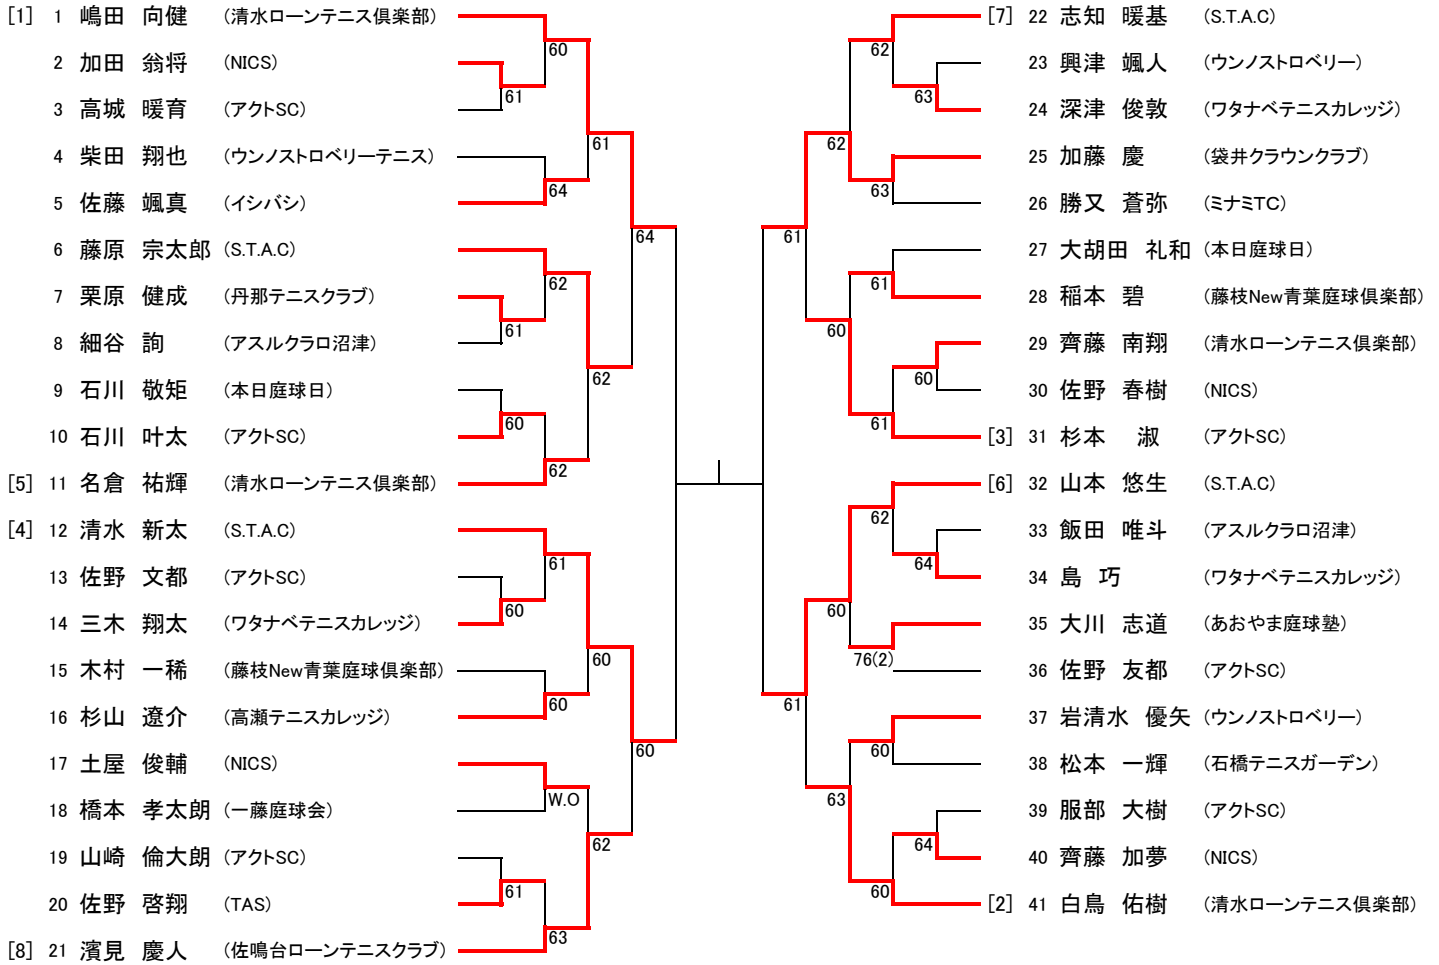 [1] 1 嶋田 向健 (清水ローンテニス倶楽部)
60
2 加田 翁将 (NICS)
61
3 高城 暖育 (アクトSC)
61
4 柴田 翔也 (ウンノストロベリーテニス)
64
5 佐藤 颯真 (イシバシ)
64
6 藤原 宗太郎 (S.T.A.C)
62
7 栗原 健成 (丹那テニスクラブ)
61
8 細谷 詢 (アスルクラロ沼津)
62
9 石川 敬矩 (本日庭球日)
60
10 石川 叶太 (アクトSC)
62
[5] 11 名倉 祐輝 (清水ローンテニス倶楽部)
[4] 12 清水 新太 (S.T.A.C)
61
13 佐野 文都 (アクトSC)
60
14 三木 翔太 (ワタナベテニスカレッジ)
60
15 木村 一稀 (藤枝New青葉庭球倶楽部)
60
16 杉山 遼介 (高瀬テニスカレッジ)
60
17 土屋 俊輔 (NICS)
W.O
18 橋本 孝太朗 (一藤庭球会)
62
19 山崎 倫大朗 (アクトSC)
61
20 佐野 啓翔 (TAS)
63
[8] 21 濱見 慶人 (佐鳴台ローンテニスクラブ)
[7] 22 志知 暖基 (S.T.A.C)
62
23 興津 颯人 (ウンノストロベリー)
63
24 深津 俊敦 (ワタナベテニスカレッジ)
62
25 加藤 慶 (袋井クラウンクラブ)
63
26 勝又 蒼弥 (ミナミTC)
61
27 大胡田 礼和 (本日庭球日)
61
28 稲本 碧 (藤枝New青葉庭球倶楽部)
60
29 齊藤 南翔 (清水ローンテニス倶楽部)
60
30 佐野 春樹 (NICS)
61
[3] 31 杉本 淑 (アクトSC)
[6] 32 山本 悠生 (S.T.A.C)
62
33 飯田 唯斗 (アスルクラロ沼津)
64
34 島 巧 (ワタナベテニスカレッジ)
60
35 大川 志道 (あおやま庭球塾)
76(2)
36 佐野 友都 (アクトSC)
61
37 岩清水 優矢 (ウンノストロベリー)
60
38 松本 一輝 (石橋テニスガーデン)
63
39 服部 大樹 (アクトSC)
64
40 齊藤 加夢 (NICS)
60
[2] 41 白鳥 佑樹 (清水ローンテニス倶楽部)